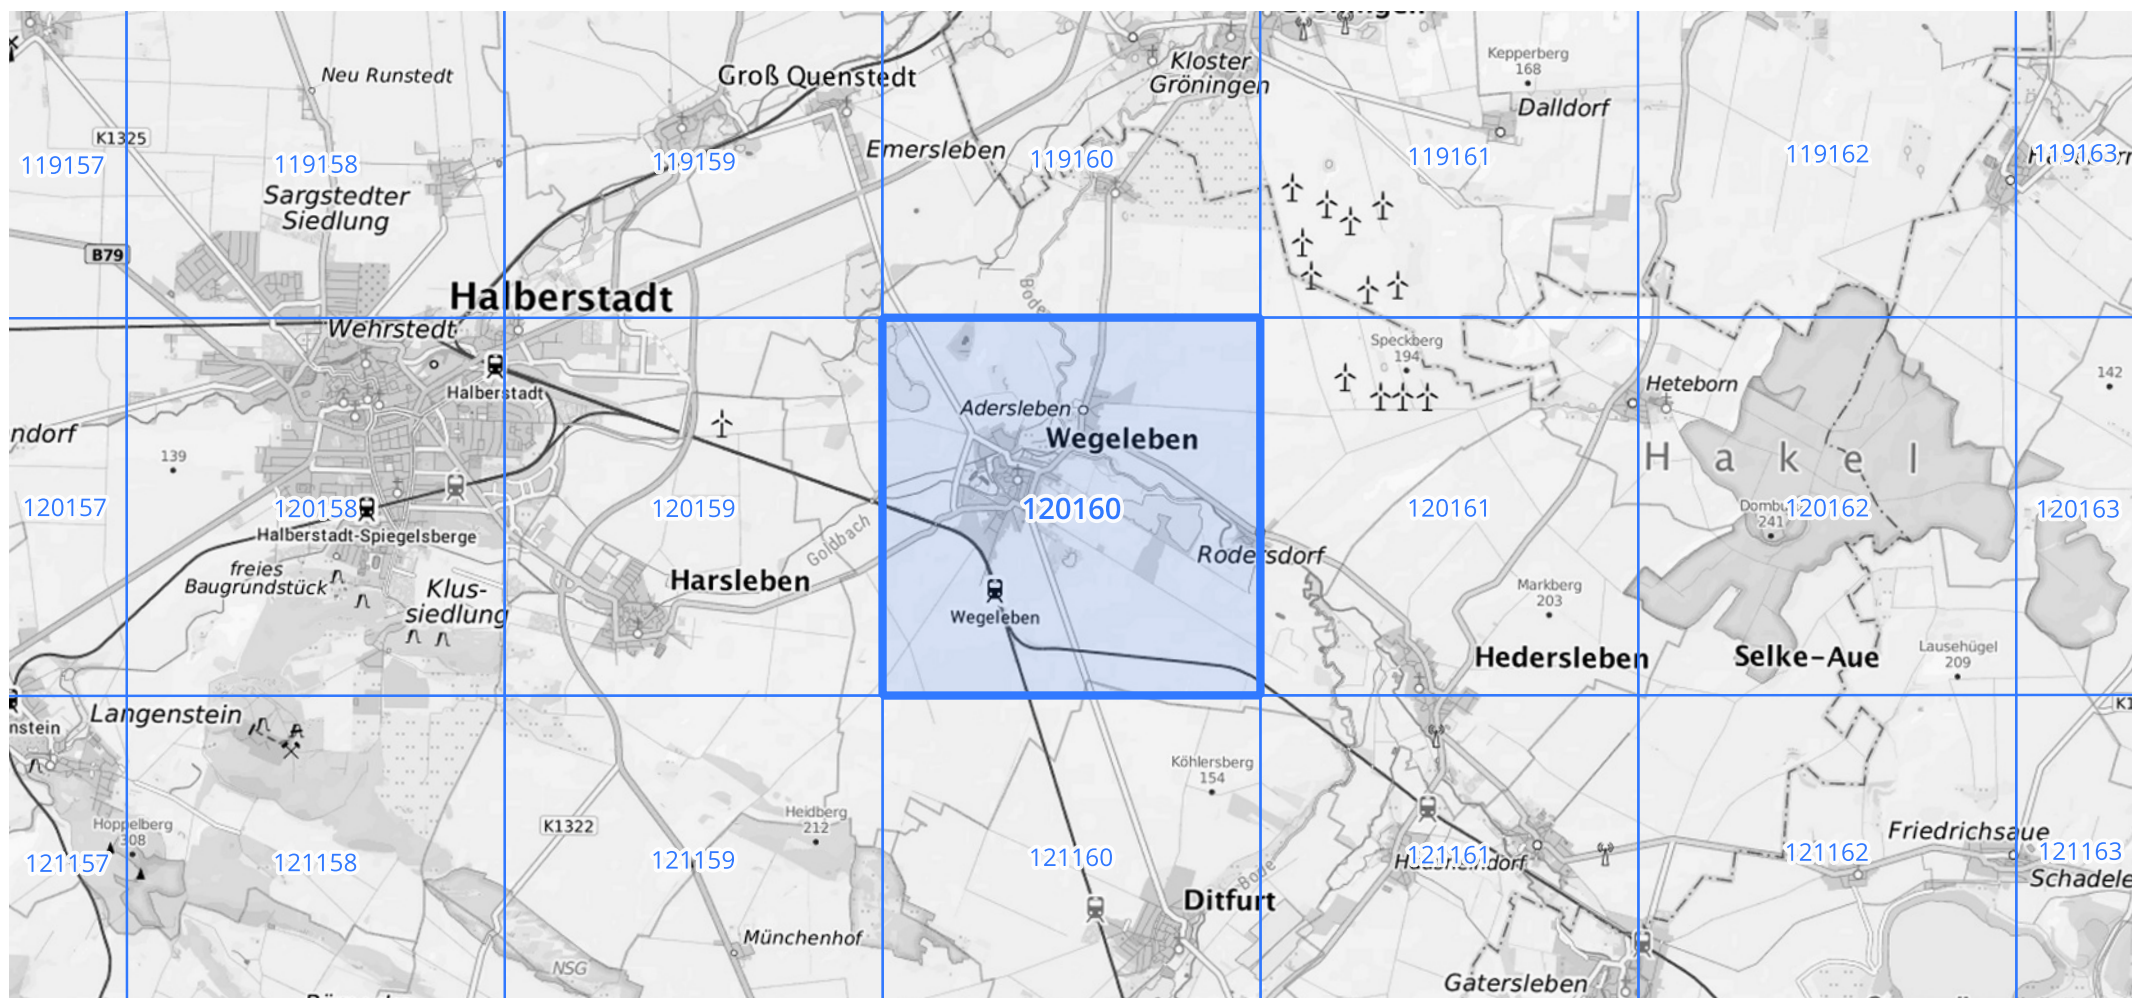 Neu Runstedt
Groß Quenstedt
Kloster
Gröningen
Kepperberg
168
Dalldorf
K1325
Emersleben
119157
119158
119159
119160
119161
119162
119163
Sargstedter
Siedlung
B79
Halberstadt
Bode
Wehrstedt
Speckberg
194
Halberstadt
Adersleben
Heteborn
142
Wegeleben
ndorf
139
Hakel
120157
120158
120159
120160
120161
120162
120163
241
Halberstadt-Spiegelsberge
Goldbach
Rodersdorf
freies
Baugrundstück
Klus-
siedlung
Harsleben
Wegeleben
Markberg
203
Hedersleben
Selke-Aue
Lausehügel
209
Langenstein
nstein
K1
Köhlersberg
154
Hoppelberg
308
K1322
Heidberg
212
Friedrichsaue
121157
121158
121159
121160
121161
121162
121163
Schadele
Bode
Ditfurt
Münchenhof
NSG
Gatersleben